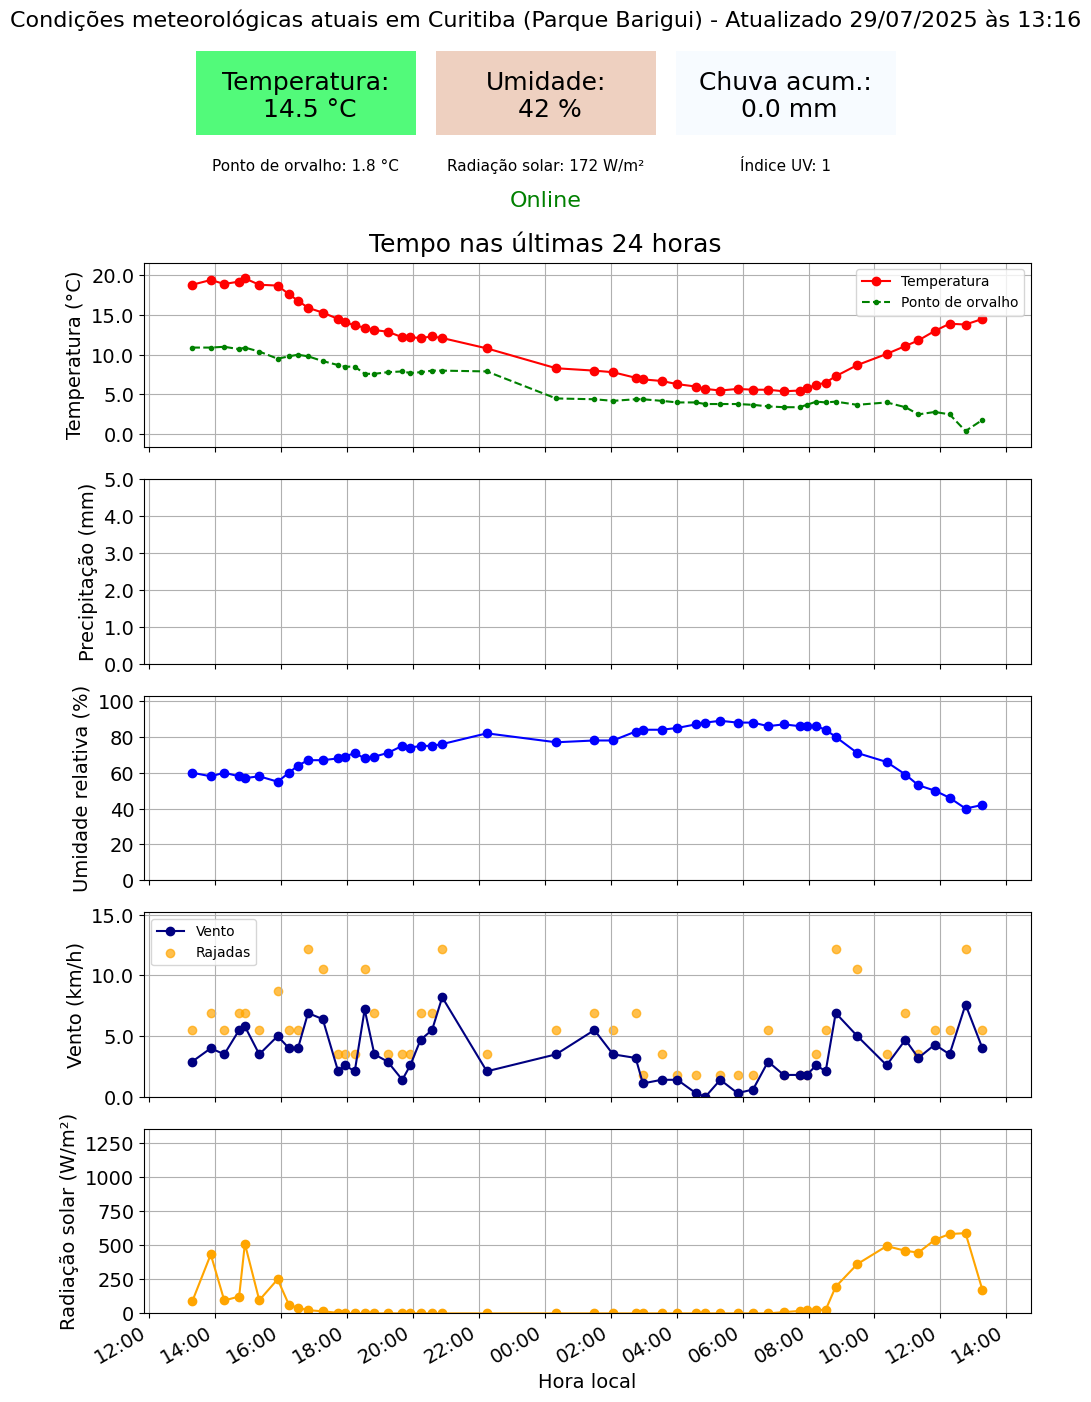 Condições meteorológicas atuais em Curitiba (Parque Barigui) - Atualizado 29/07/2025 às 13:16
Temperatura:
14.5 °C
Umidade:
42 %
Chuva acum.:
0.0 mm
Ponto de orvalho: 1.8 °C
Radiação solar: 172 W/m²
Índice UV: 1
Online
Tempo nas últimas 24 horas
Temperatura (°C)
20.0
15.0
10.0
5.0
0.0
Temperatura
Ponto de orvalho
Precipitação (mm)
5.0
4.0
3.0
2.0
1.0
0.0
Umidade relativa (%)
100
80
60
40
20
0
Vento (km/h)
15.0
10.0
5.0
0.0
Vento
Rajadas
Radiação solar (W/m²)
1250
1000
750
500
250
0
12:00
14:00
16:00
18:00
20:00
22:00
00:00
02:00
04:00
06:00
08:00
10:00
12:00
14:00
Hora local